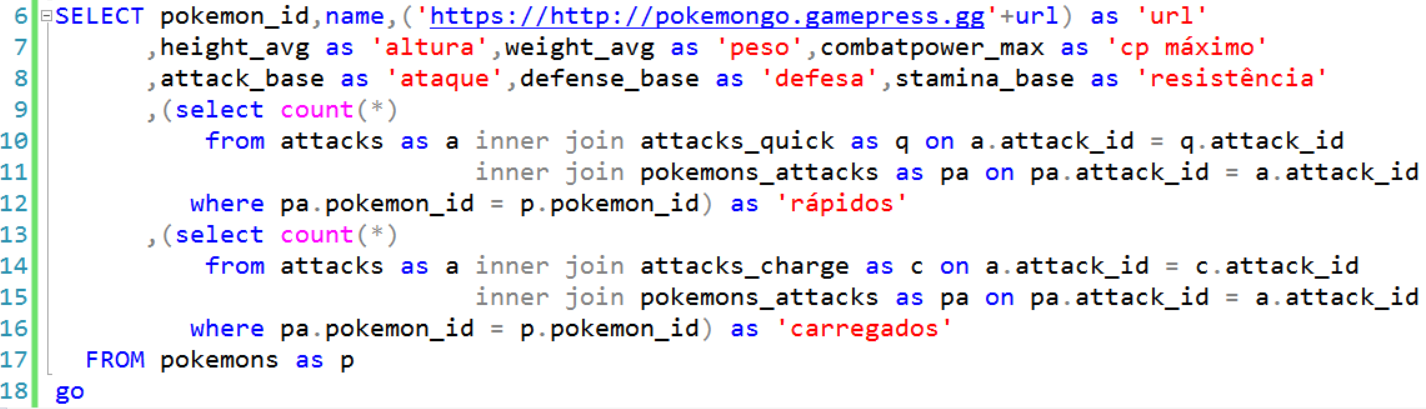 6 SELECT pokemon_id,name,('https://http://pokemongo.gamepress.gg'+url) as 'url'
7 ,height_avg as 'altura',weight_avg as 'peso',combatpower_max as 'cp máximo'
8 ,attack_base as 'ataque',defense_base as 'defesa',stamina_base as 'resistência'
9 ,(select count(*)
10 from attacks as a inner join attacks_quick as q on a.attack_id = q.attack_id
11 inner join pokemons_attacks as pa on pa.attack_id = a.attack_id
12 where pa.pokemon_id = p.pokemon_id) as 'rápidos'
13 ,(select count(*)
14 from attacks as a inner join attacks_charge as c on a.attack_id = c.attack_id
15 inner join pokemons_attacks as pa on pa.attack_id = a.attack_id
16 where pa.pokemon_id = p.pokemon_id) as 'carregados'
17 FROM pokemons as p
18 go